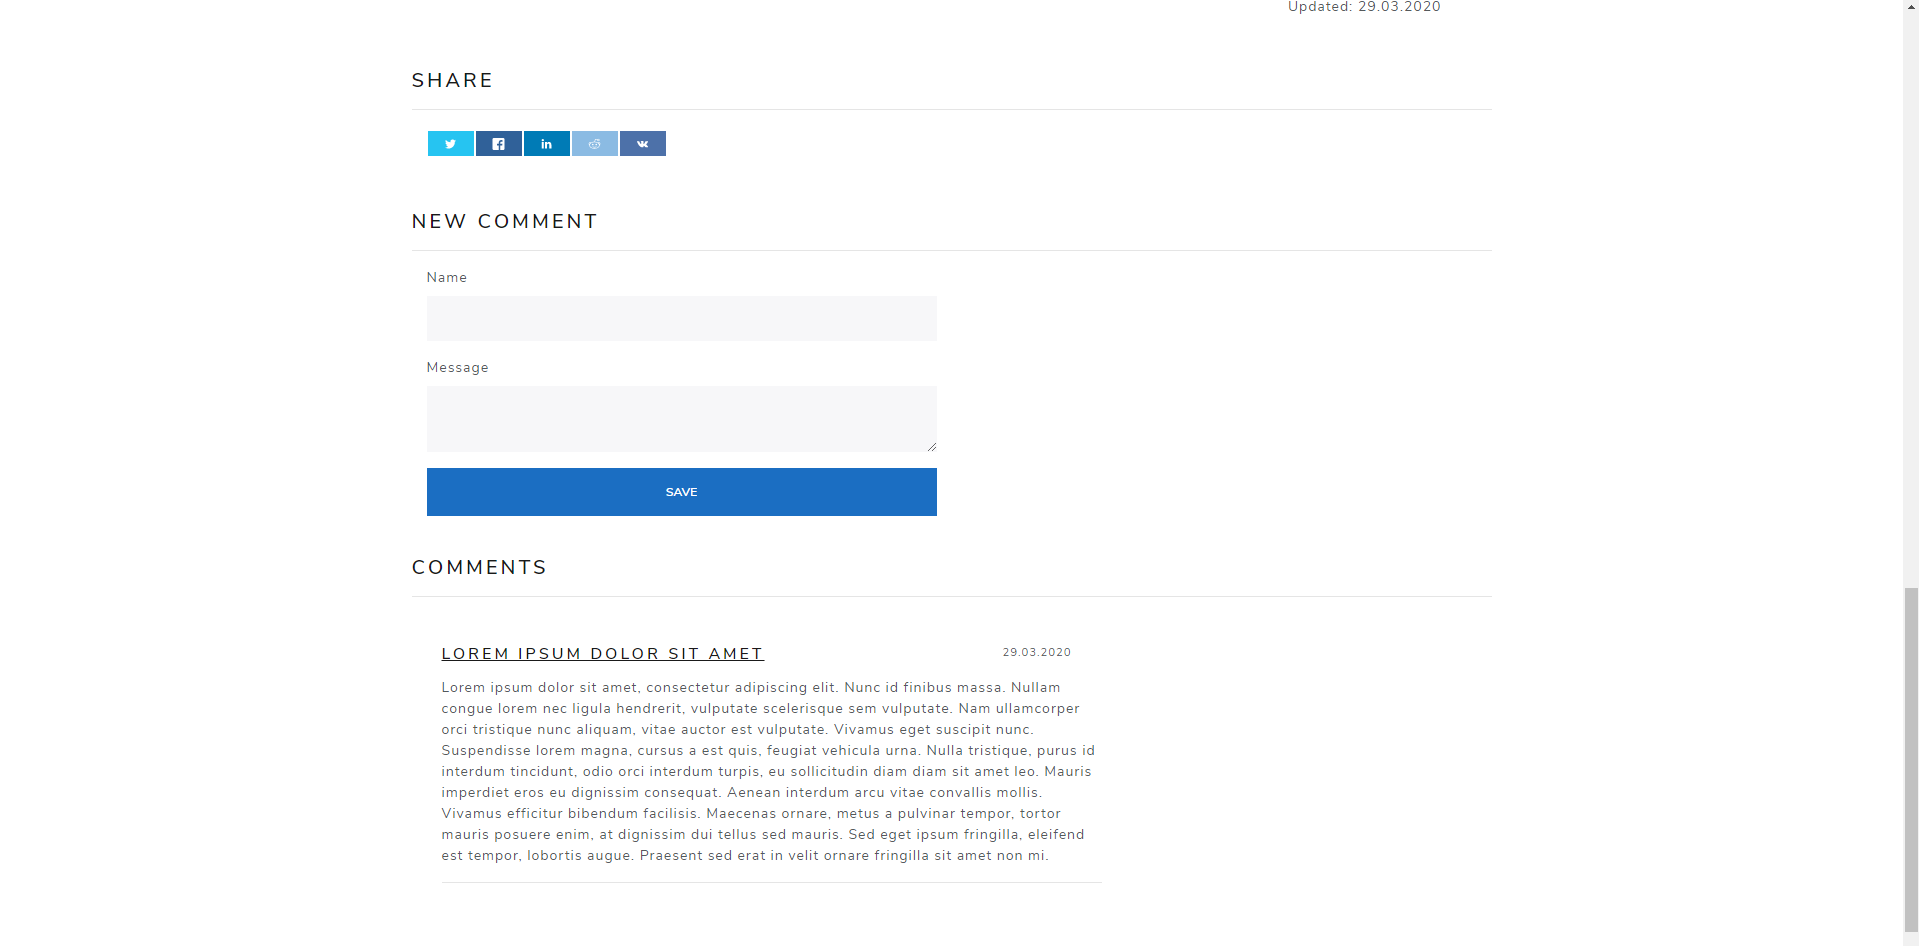 Updated: 29.03.2020
SHARE
NEW COMMENT
Name
Message
SAVE
COMMENTS
LOREM IPSUM DOLOR SIT AMET
29.03.2020
Lorem ipsum dolor sit amet, consectetur adipiscing elit. Nunc id finibus massa. Nullam
congue lorem nec ligula hendrerit, vulputate scelerisque sem vulputate. Nam ullamcorper
orci tristique nunc aliquam, vitae auctor est vulputate. Vivamus eget suscipit nunc.
Suspendisse lorem magna, cursus a est quis, feugiat vehicula urna. Nulla tristique, purus id
interdum tincidunt, odio orci interdum turpis, eu sollicitudin diam diam sit amet leo. Mauris
imperdiet eros eu dignissim consequat. Aenean interdum arcu vitae convallis mollis.
Vivamus efficitur bibendum facilisis. Maecenas ornare, metus a pulvinar tempor, tortor
mauris posuere enim, at dignissim dui tellus sed mauris. Sed eget ipsum fringilla, eleifend
est tempor, lobortis augue. Praesent sed erat in velit ornare fringilla sit amet non mi.